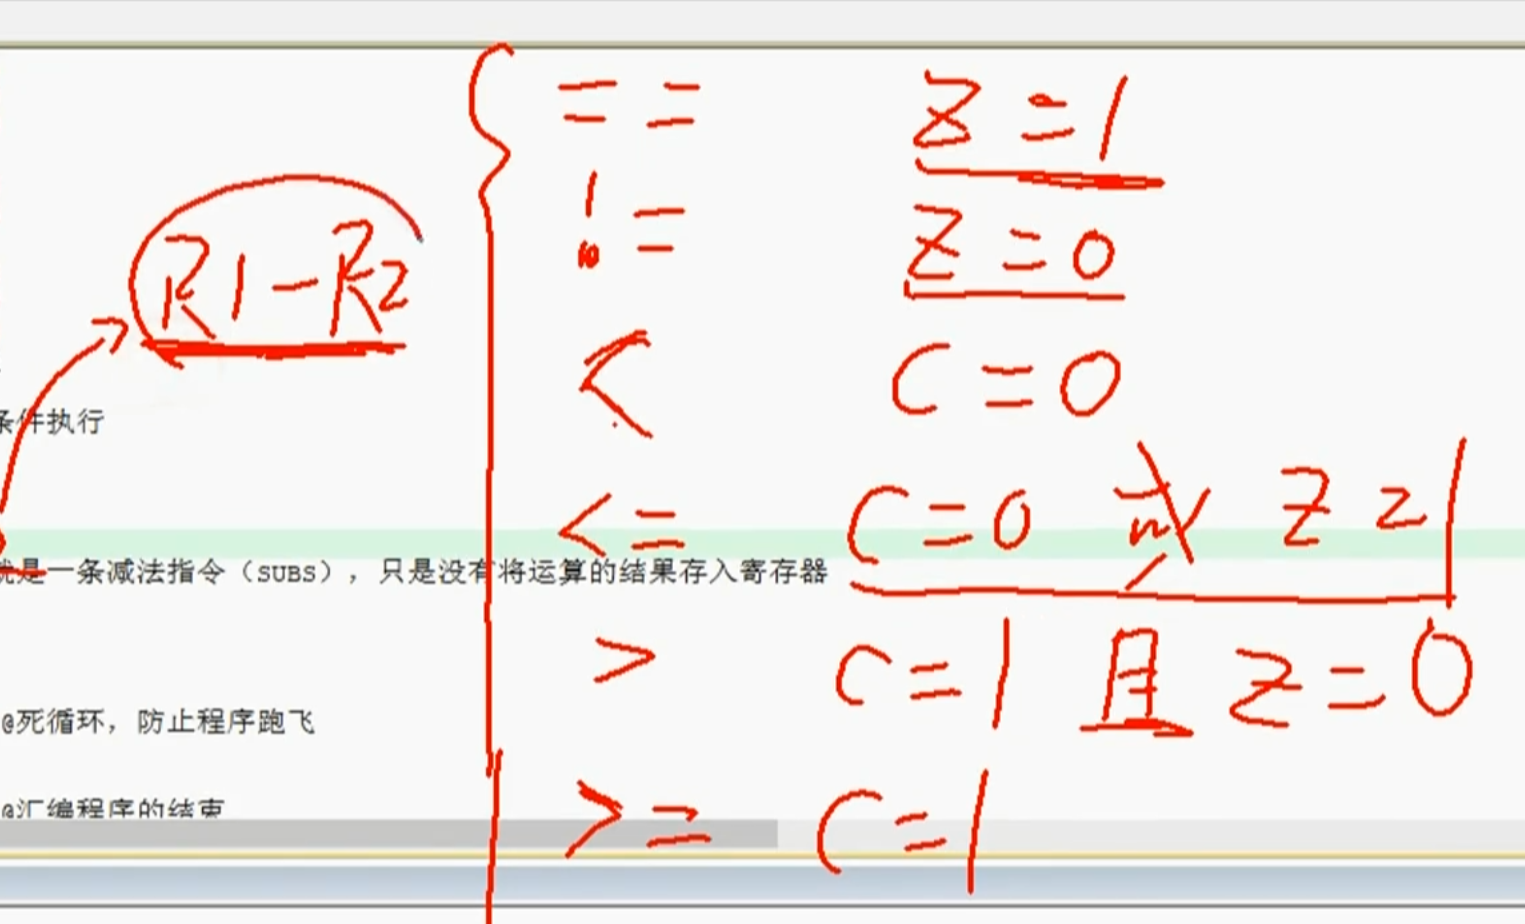 == Z=1
!= Z=0
R1-R2
< C=0
条件执行
<= C=0 或 Z=1
就是一条减法指令（SUBS），只是没有将运算的结果存入寄存器
> C=1 且 Z=0
@死循环，防止程序跑飞
>= C=1
@汇编程序的结束